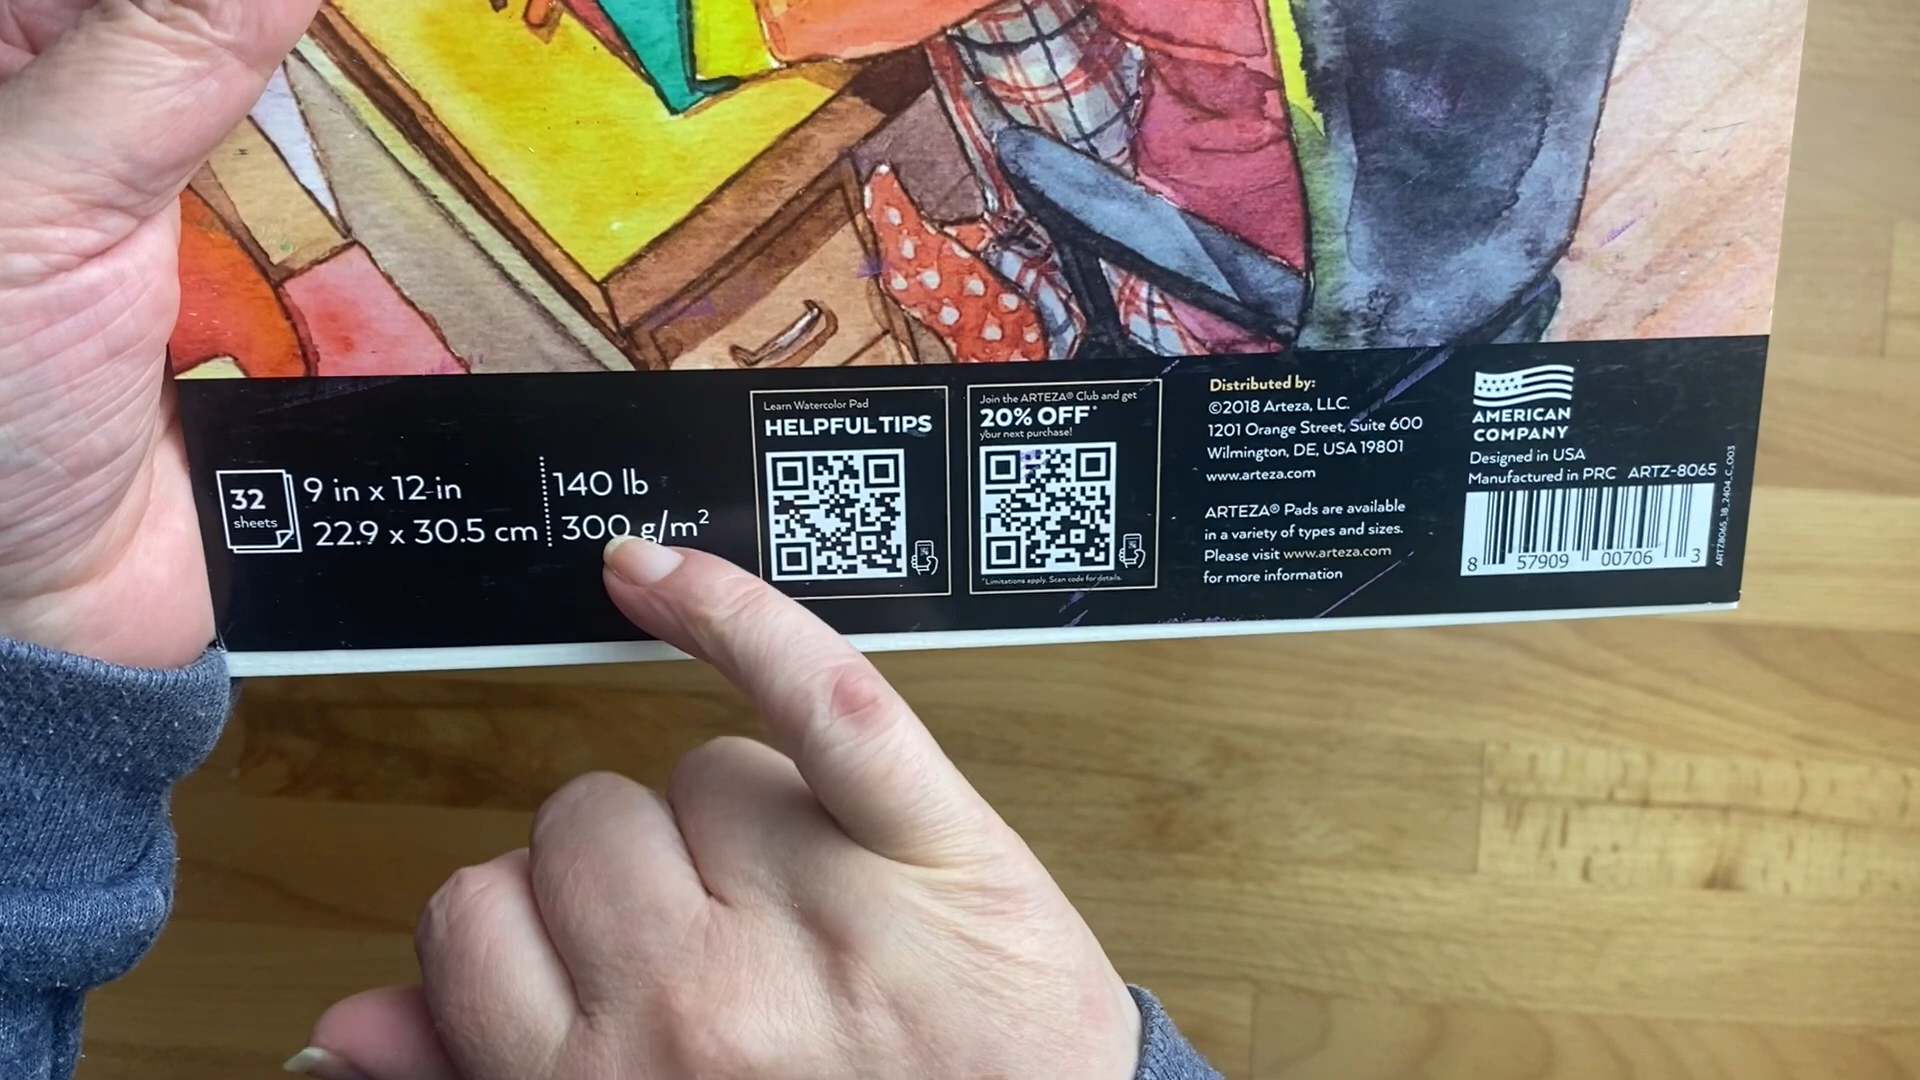 32
sheets
9 in x 12 in
22.9 x 30.5 cm
140 lb
300 g/m²
Learn Watercolor Pad
HELPFUL TIPS
Join the ARTEZA® Club and get
20% OFF*
your next purchase!
*Limitations apply. Scan code for details.
Distributed by:
©2018 Arteza, LLC.
1201 Orange Street, Suite 600
Wilmington, DE, USA 19801
www.arteza.com
ARTEZA® Pads are available
in a variety of types and sizes.
Please visit www.arteza.com
for more information
AMERICAN
COMPANY
Designed in USA
Manufactured in PRC ARTZ-8065
8 57909 00706 3
ARTZ8065_18_2404_C_003